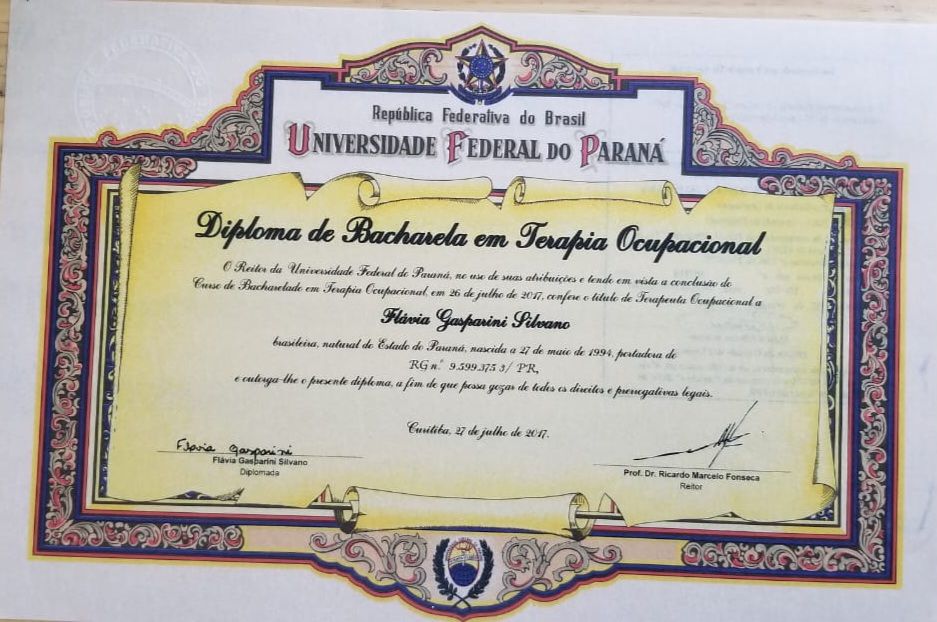 República Federativa do Brasil
UNIVERSIDADE FEDERAL DO PARANÁ
Diploma de Bacharela em Terapia Ocupacional
O Reitor da Universidade Federal do Paraná, no uso de suas atribuições e tendo em vista a conclusão do
Curso de Bacharelado em Terapia Ocupacional, em 26 de julho de 2017, confere o título de Terapeuta Ocupacional a
Flávia Gasparini Silvano
brasileira, natural do Estado do Paraná, nascida a 27 de maio de 1994, portadora do
RG n.º 9.599.375 3/ PR,
e outorga-lhe o presente diploma, a fim de que possa gozar de todos os direitos e prerrogativas legais.
Curitiba, 27 de julho de 2017.
Flavia Gasparini
Flávia Gasparini Silvano
Diplomada
Prof. Dr. Ricardo Marcelo Fonseca
Reitor